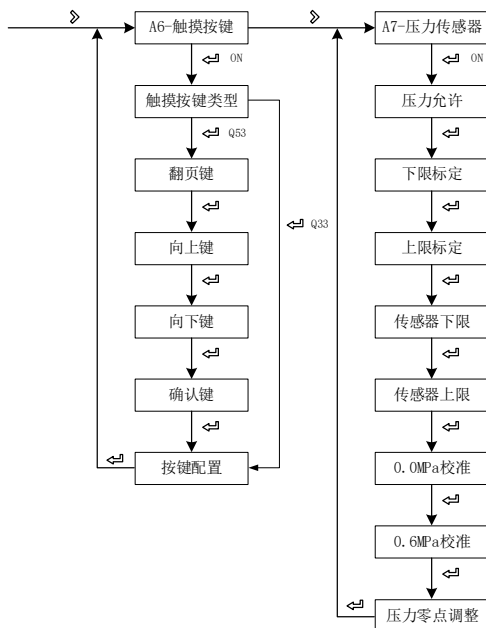 A6-触摸按键
ON
触摸按键类型
Q53
翻页键
Q33
向上键
向下键
确认键
按键配置
A7-压力传感器
ON
压力允许
下限标定
上限标定
传感器下限
传感器上限
0.0MPa校准
0.6MPa校准
压力零点调整